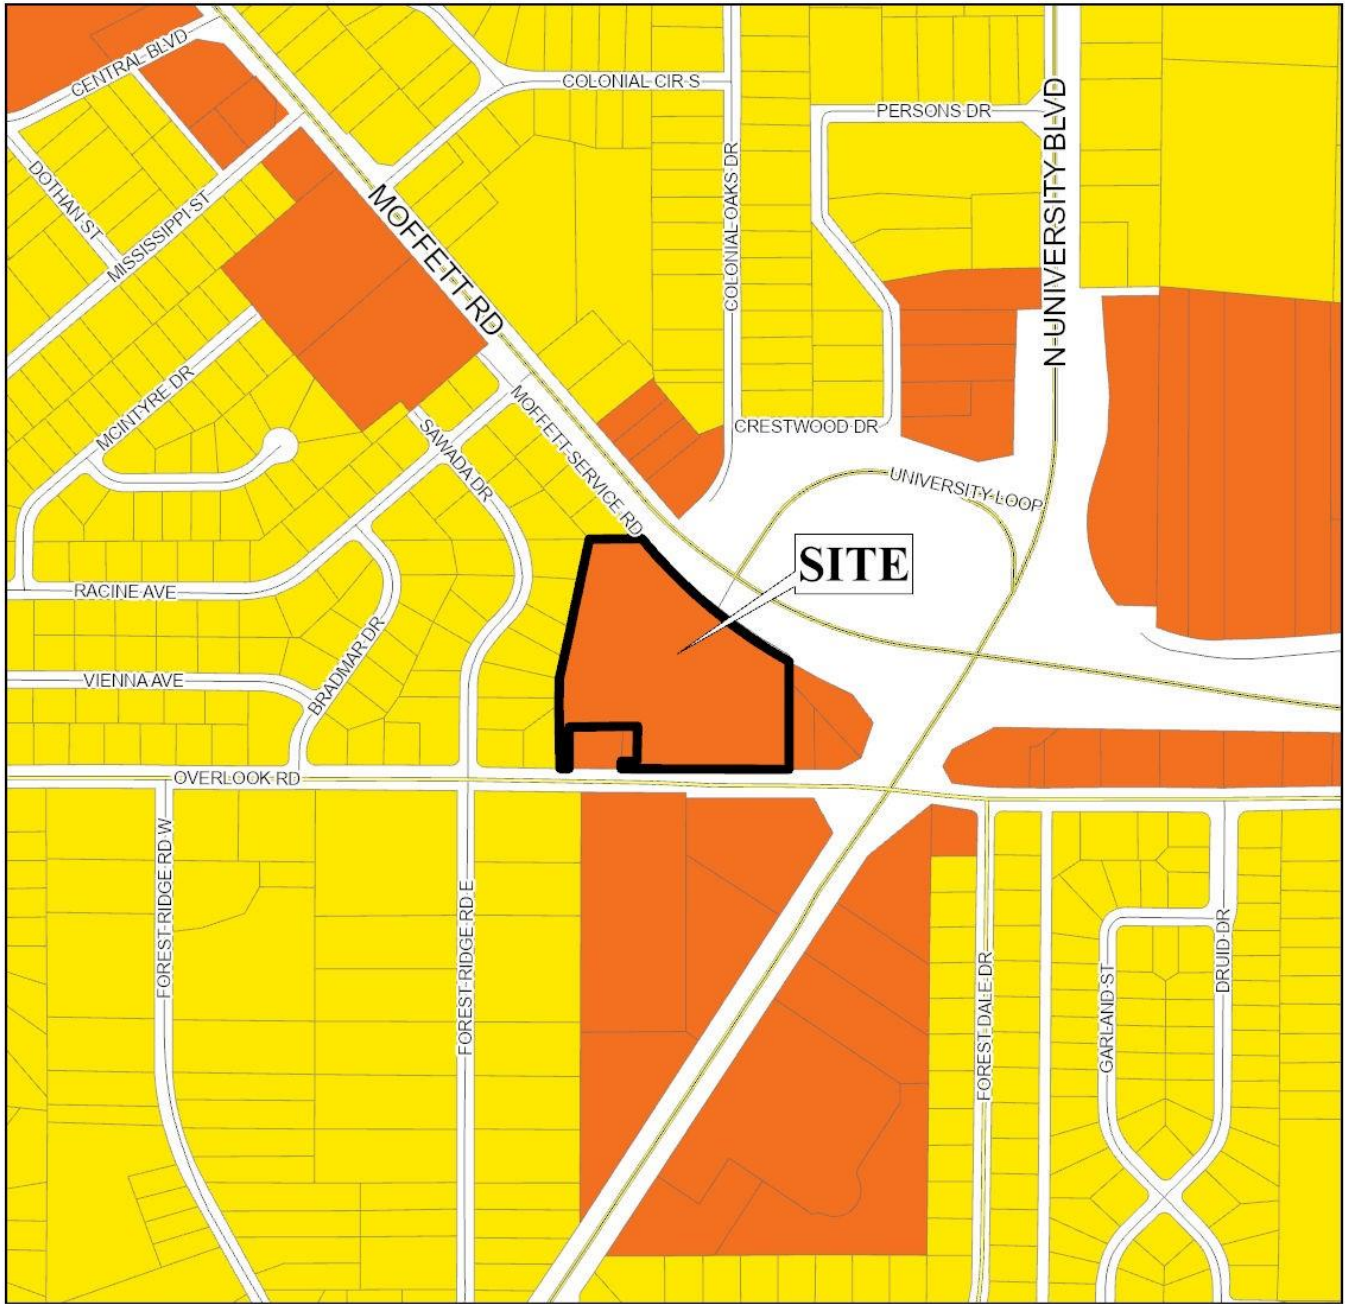 CENTRAL BLVD
COLONIAL CIR S
PERSONS DR
N UNIVERSITY BLVD
DOTHAN ST
MISSISSIPPI ST
MOFFETT RD
COLONIAL OAKS DR
MCINTYRE DR
SAWADA DR
MOFFETT SERVICE RD
CRESTWOOD DR
UNIVERSITY LOOP
SITE
RACINE AVE
BRADMAR DR
VIENNA AVE
OVERLOOK RD
FOREST RIDGE RD W
FOREST RIDGE RD E
FOREST DALE DR
GARLAND ST
DRUID DR